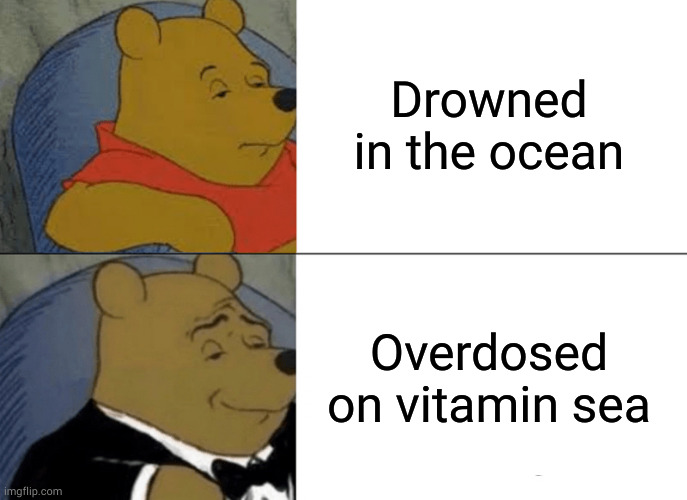 Drowned
in the ocean
Overdosed
on vitamin sea
imgflip.com